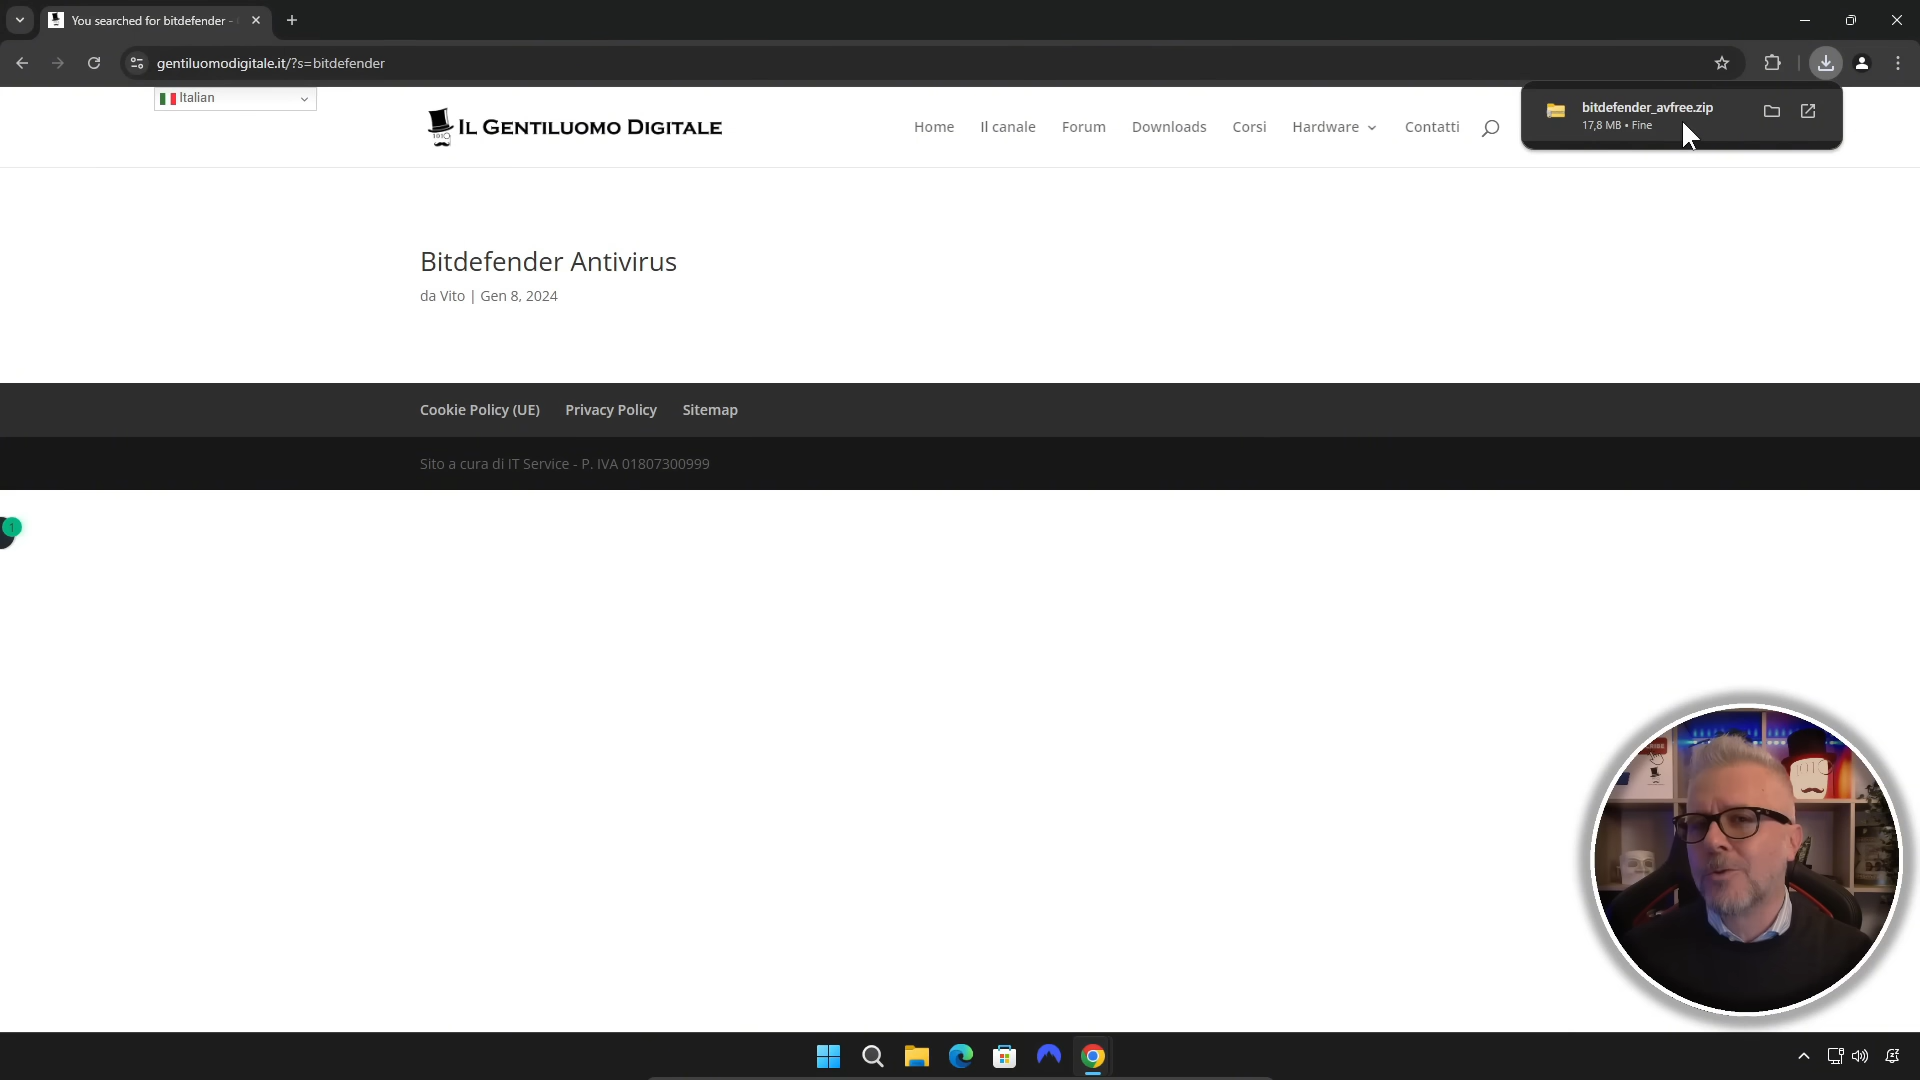 You searched for bitdefender -
gentiluomodigitale.it/?s=bitdefender
Italian
IL GENTILUOMO DIGITALE
Home
Il canale
Forum
Downloads
Corsi
Hardware
Contatti
bitdefender_avfree.zip
17,8 MB • Fine
Bitdefender Antivirus
da Vito | Gen 8, 2024
Cookie Policy (UE)
Privacy Policy
Sitemap
Sito a cura di IT Service - P. IVA 01807300999
1